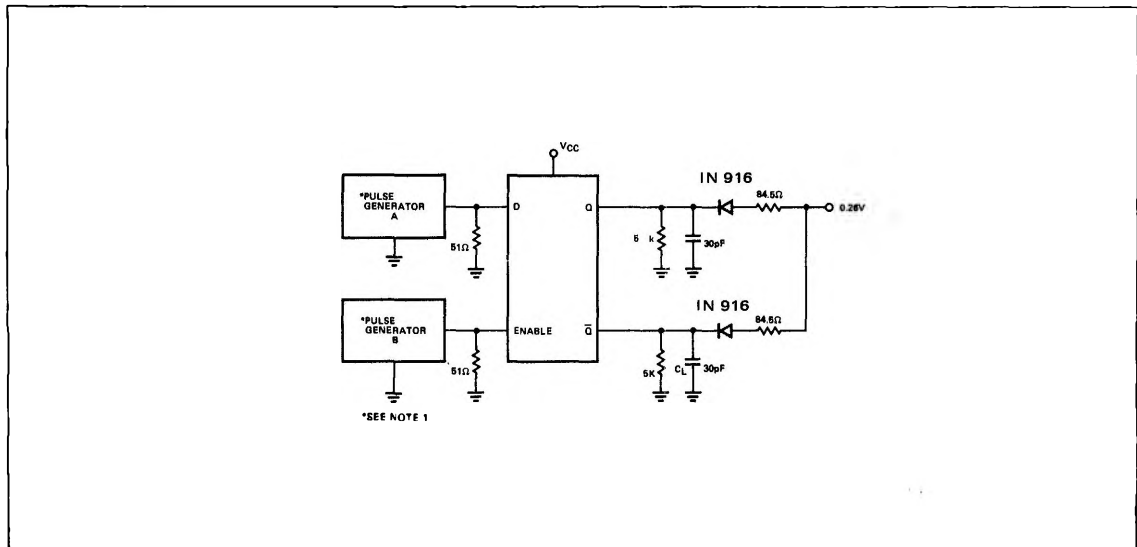 VCC
*PULSE
GENERATOR
A
51Ω
D
Q
IN 916
84.5Ω
0.26V
5 k
30pF
*PULSE
GENERATOR
B
51Ω
ENABLE
Q̅
IN 916
84.5Ω
5K
CL
30pF
*SEE NOTE 1